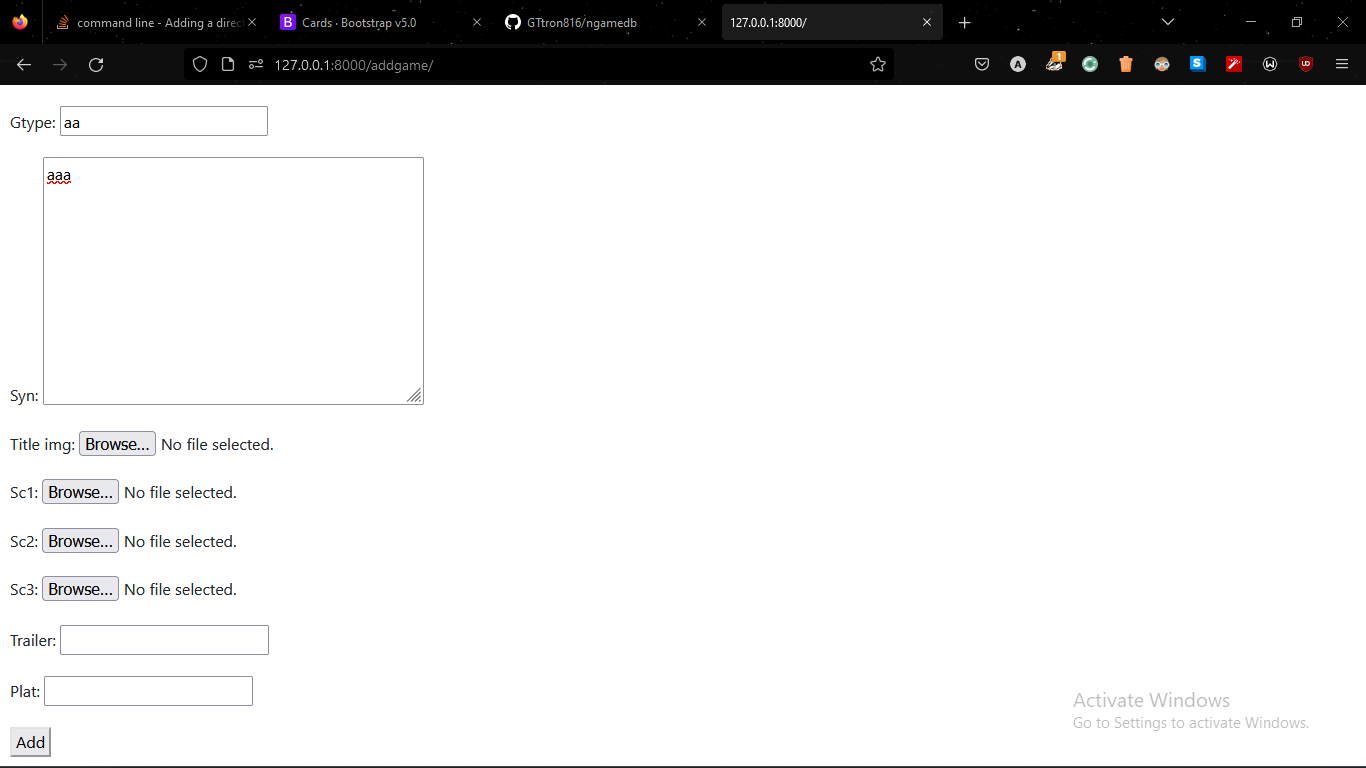 command line - Adding a direc
B Cards · Bootstrap v5.0
GTtron816/ngamedb
127.0.0.1:8000/
127.0.0.1:8000/addgame/
A
1
S
W
UD
Gtype: aa
aaa
Syn:
Title img: Browse... No file selected.
Sc1: Browse... No file selected.
Sc2: Browse... No file selected.
Sc3: Browse... No file selected.
Trailer:
Plat:
Activate Windows
Go to Settings to activate Windows.
Add